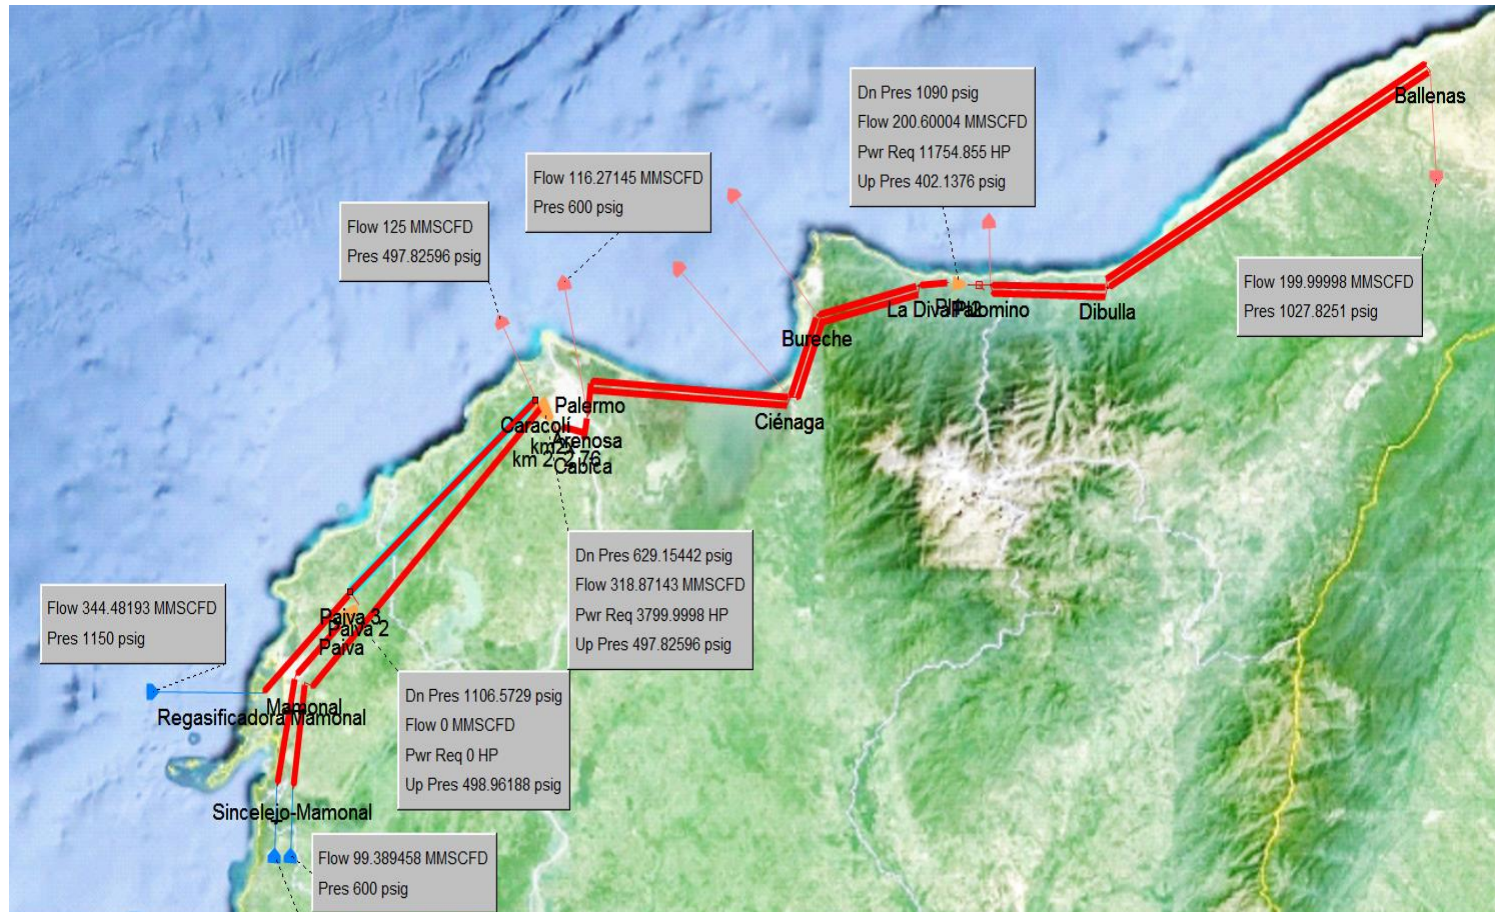 Ballenas
Dn Pres 1090 psig
Flow 200.60004 MMSCFD
Pwr Req 11754.855 HP
Up Pres 402.1376 psig
Flow 116.27145 MMSCFD
Pres 600 psig
Flow 125 MMSCFD
Pres 497.82596 psig
Flow 199.99998 MMSCFD
Pres 1027.8251 psig
La Diva
Palomino
Dibulla
Bureche
Palermo
Ciénaga
Caracolí
Arenosa
Cabica
Dn Pres 629.15442 psig
Flow 318.87143 MMSCFD
Pwr Req 3799.9998 HP
Up Pres 497.82596 psig
Flow 344.48193 MMSCFD
Pres 1150 psig
Paiva 3
Paiva 2
Paiva
Mamonal
Regasificadora Mamonal
Dn Pres 1106.5729 psig
Flow 0 MMSCFD
Pwr Req 0 HP
Up Pres 498.96188 psig
Sincelejo-Mamonal
Flow 99.389458 MMSCFD
Pres 600 psig